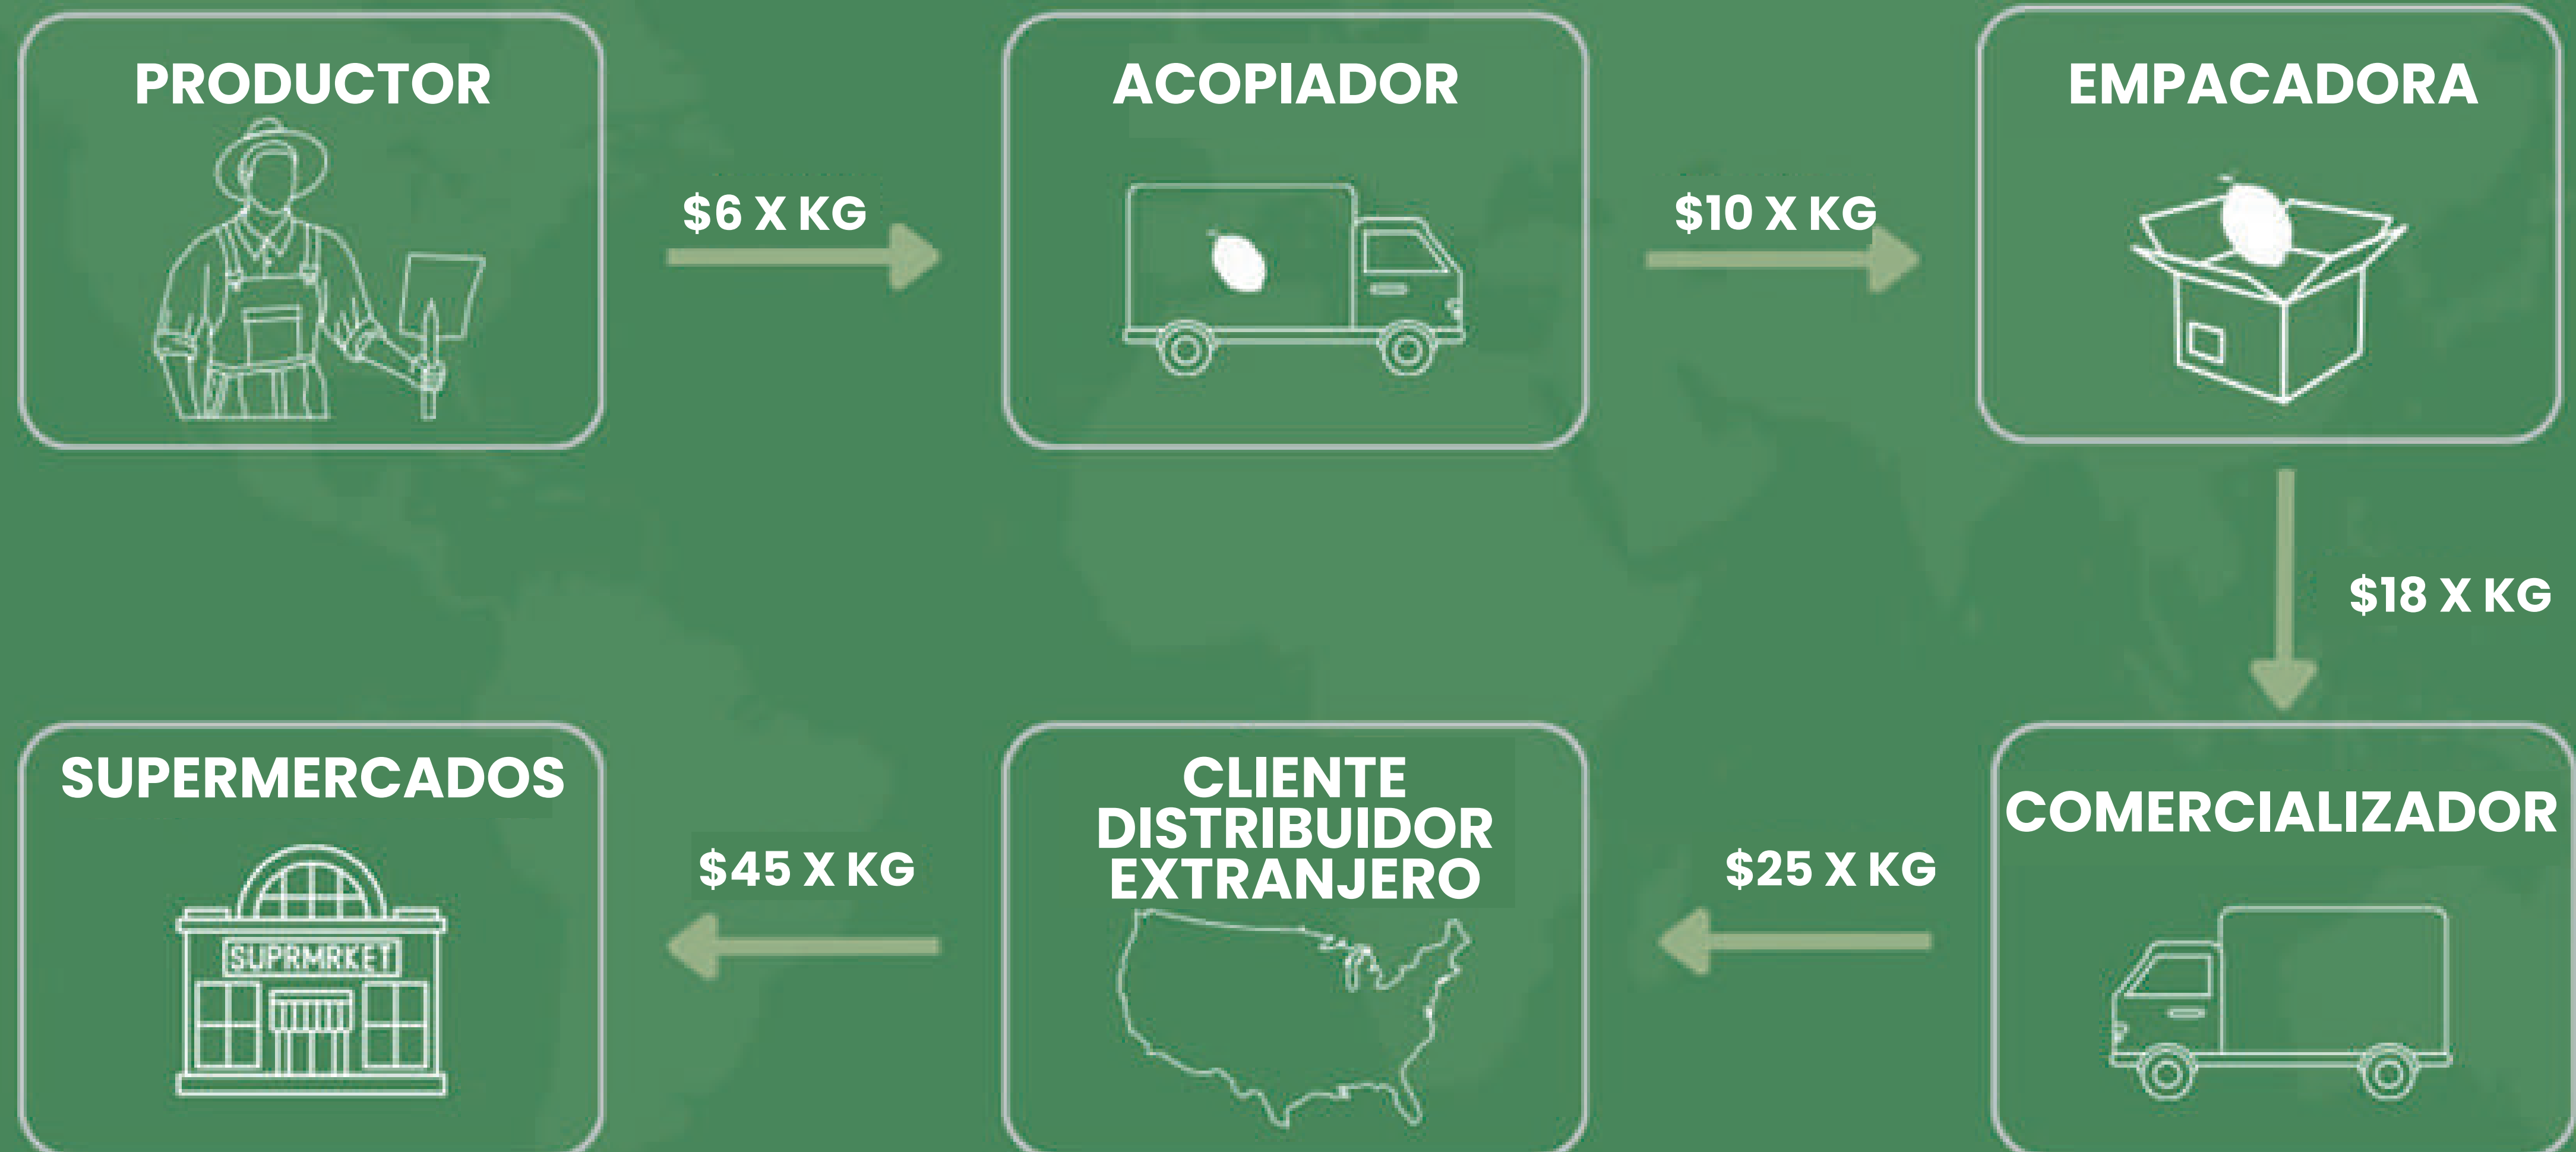 PRODUCTOR
$6 X KG
ACOPIADOR
$10 X KG
EMPACADORA
$18 X KG
COMERCIALIZADOR
$25 X KG
CLIENTE
DISTRIBUIDOR
EXTRANJERO
$45 X KG
SUPERMERCADOS
SUPRMRKET